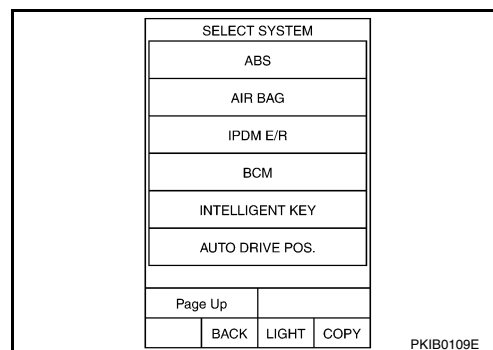 SELECT SYSTEM
ABS
AIR BAG
IPDM E/R
BCM
INTELLIGENT KEY
AUTO DRIVE POS.
Page Up
BACK LIGHT COPY
PKIB0109E